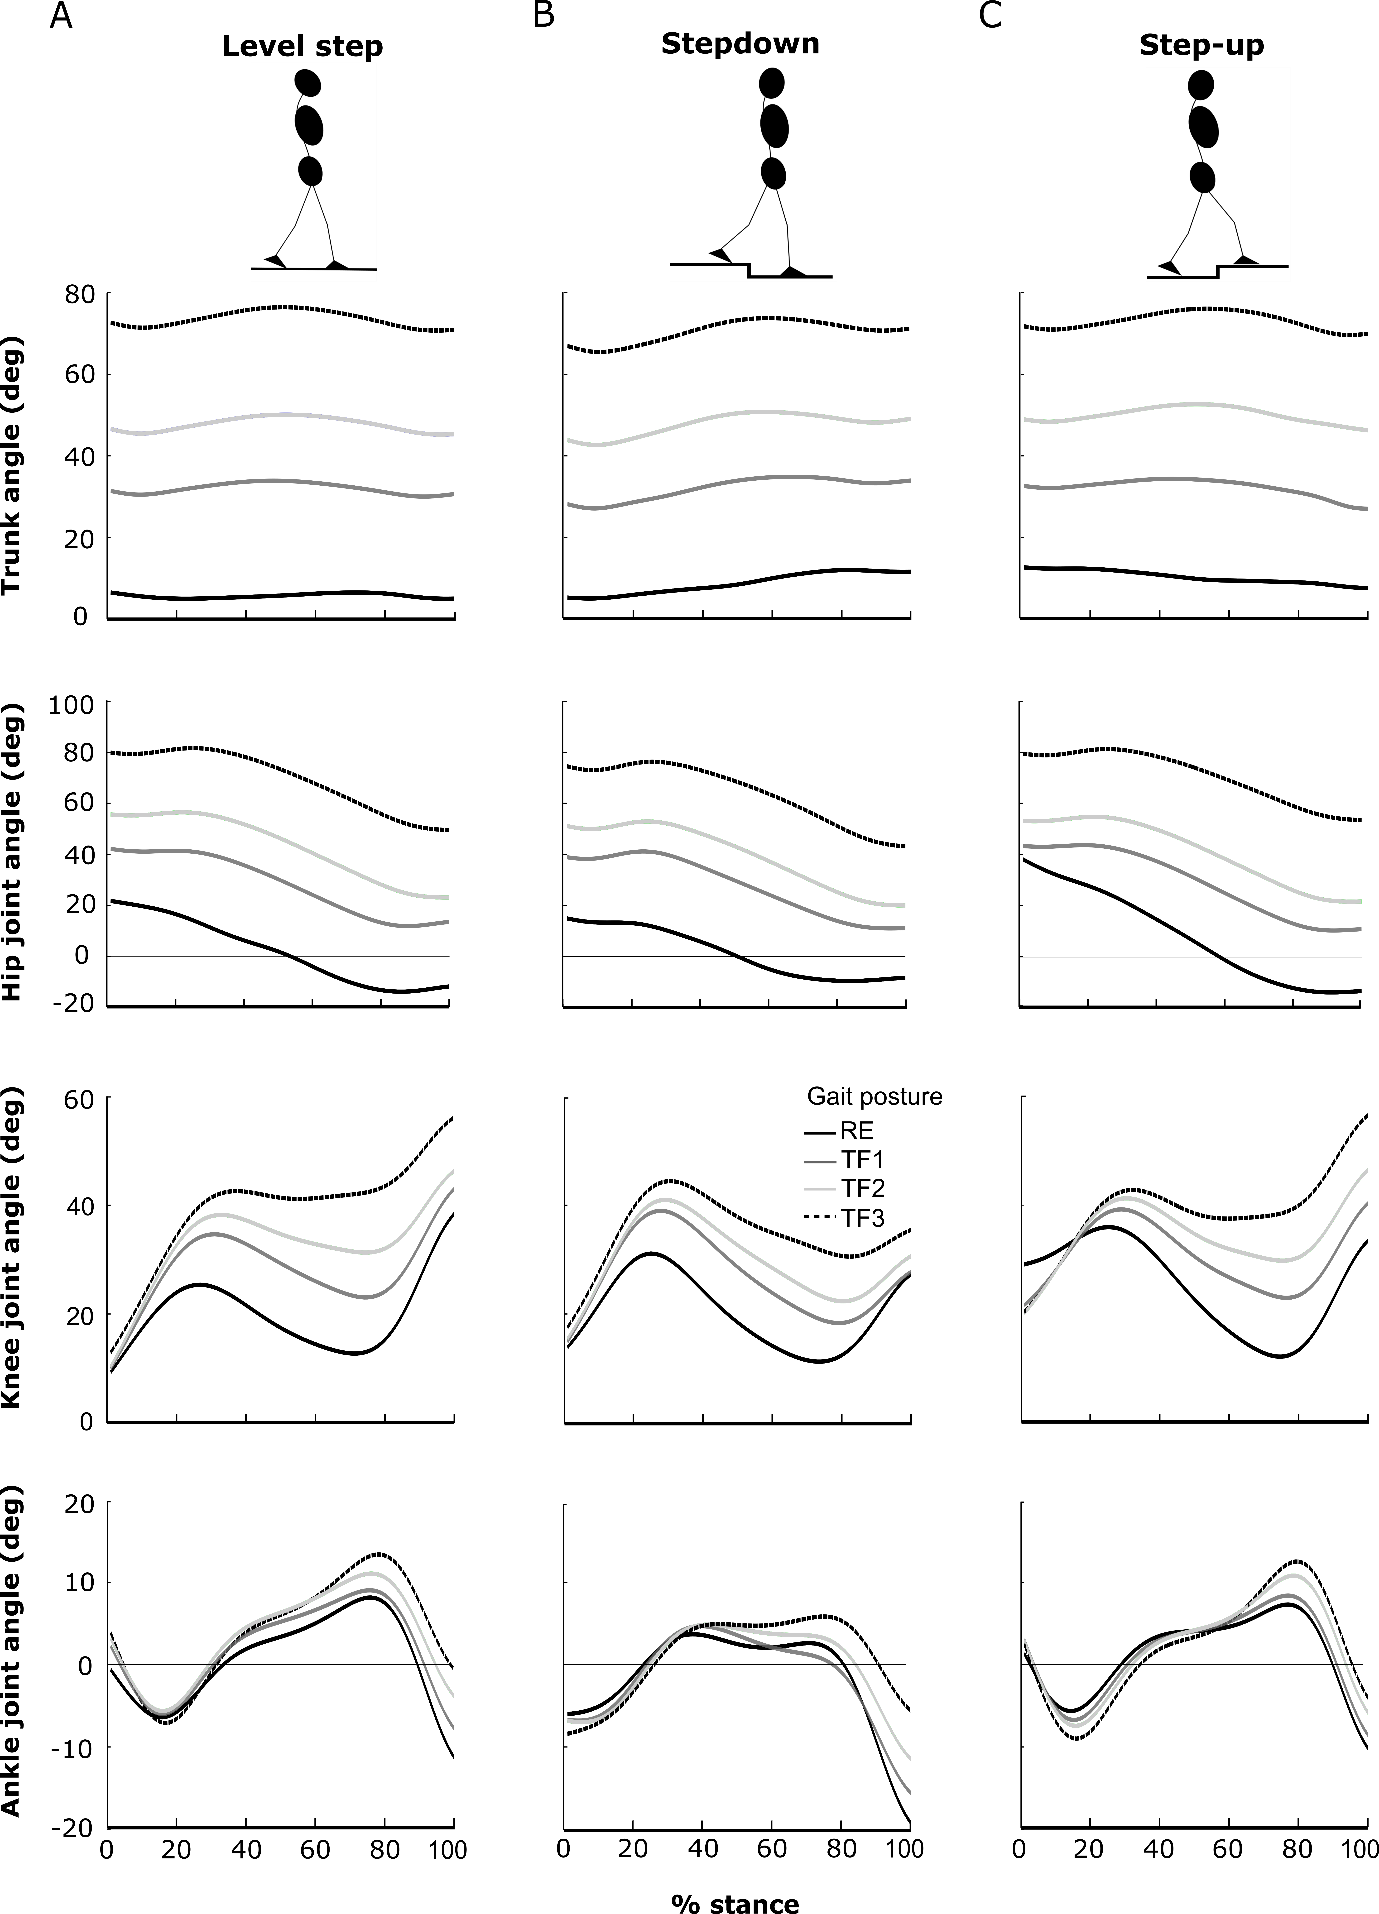 A
B
C
Level step
Stepdown
Step-up
Trunk angle (deg)
80
60
40
20
0
Hip joint angle (deg)
100
80
60
40
20
0
-20
Knee joint angle (deg)
60
40
20
0
Gait posture
RE
TF1
TF2
TF3
Ankle joint angle (deg)
20
10
0
-10
-20
0 20 40 60 80 100
0 20 40 60 80 100
0 20 40 60 80 100
% stance